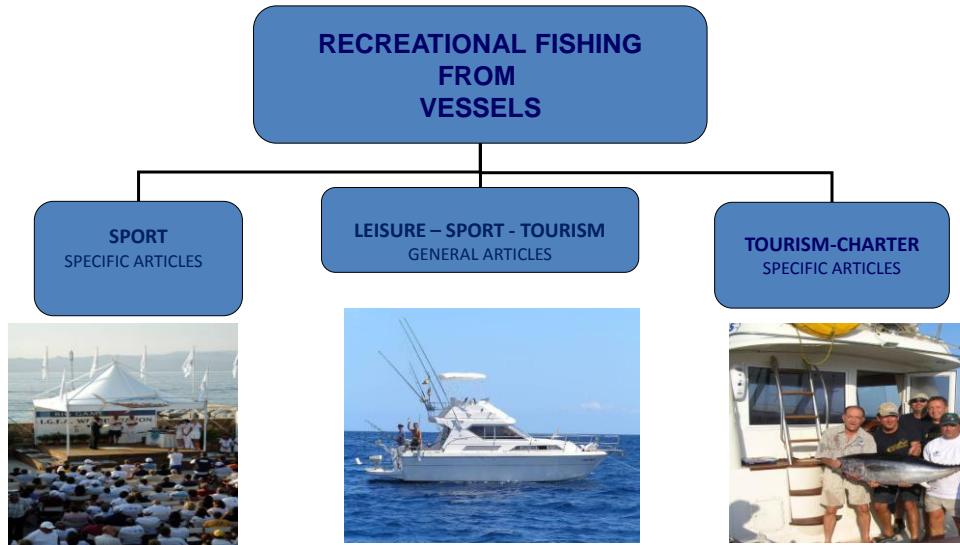 RECREATIONAL FISHING
FROM
VESSELS
SPORT
SPECIFIC ARTICLES
LEISURE – SPORT - TOURISM
GENERAL ARTICLES
TOURISM-CHARTER
SPECIFIC ARTICLES